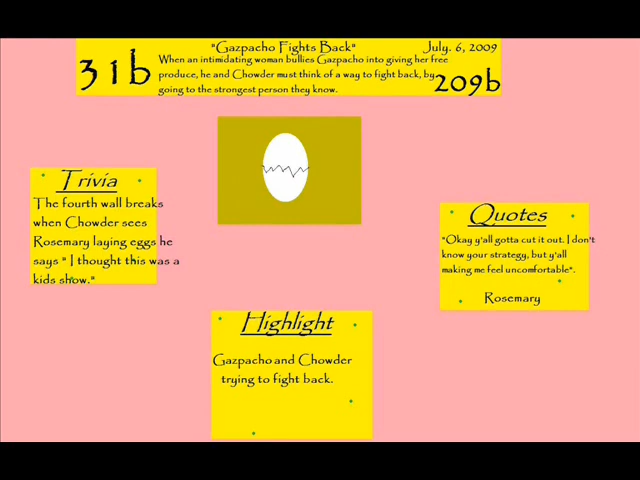 "Gazpacho Fights Back" July. 6, 2009
31b
When an intimidating woman bullies Gazpacho into giving her free
produce, he and Chowder must think of a way to fight back, by
going to the strongest person they know.
209b
Trivia
The fourth wall breaks
when Chowder sees
Rosemary laying eggs he
says " I thought this was a
kids show."
Quotes
"Okay y'all gotta cut it out. I don't
know your strategy, but y'all
making me feel uncomfortable".
Rosemary
Highlight
Gazpacho and Chowder
trying to fight back.